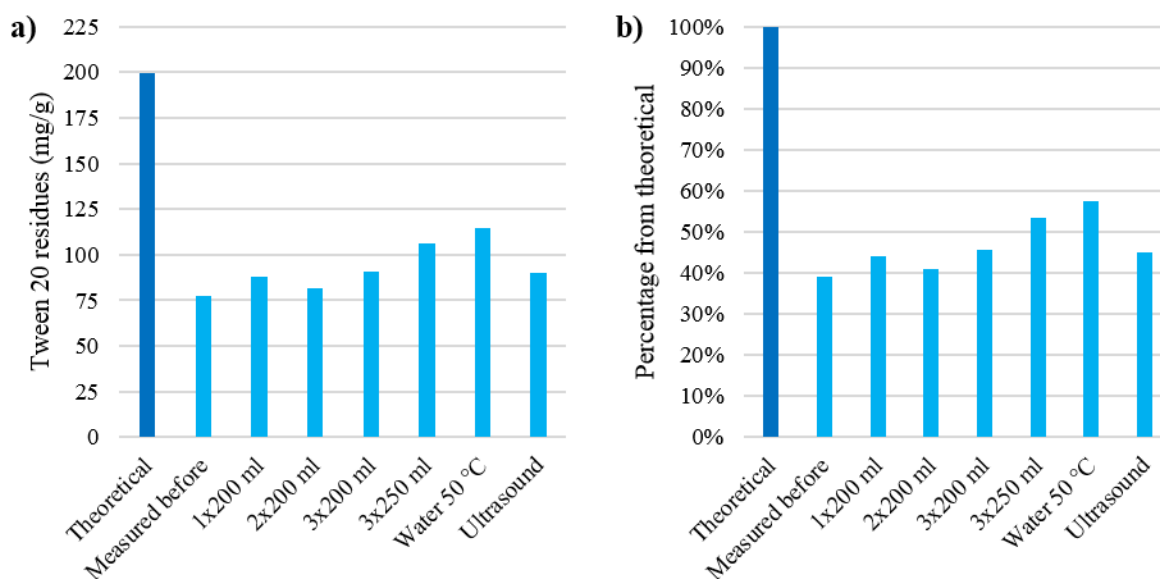 a)
Tween 20 residues (mg/g)
225
200
175
150
125
100
75
50
25
0
Theoretical
Measured before
1x200 ml
2x200 ml
3x200 ml
3x250 ml
Water 50 °C
Ultrasound
b)
Percentage from theoretical
100%
90%
80%
70%
60%
50%
40%
30%
20%
10%
0%
Theoretical
Measured before
1x200 ml
2x200 ml
3x200 ml
3x250 ml
Water 50 °C
Ultrasound